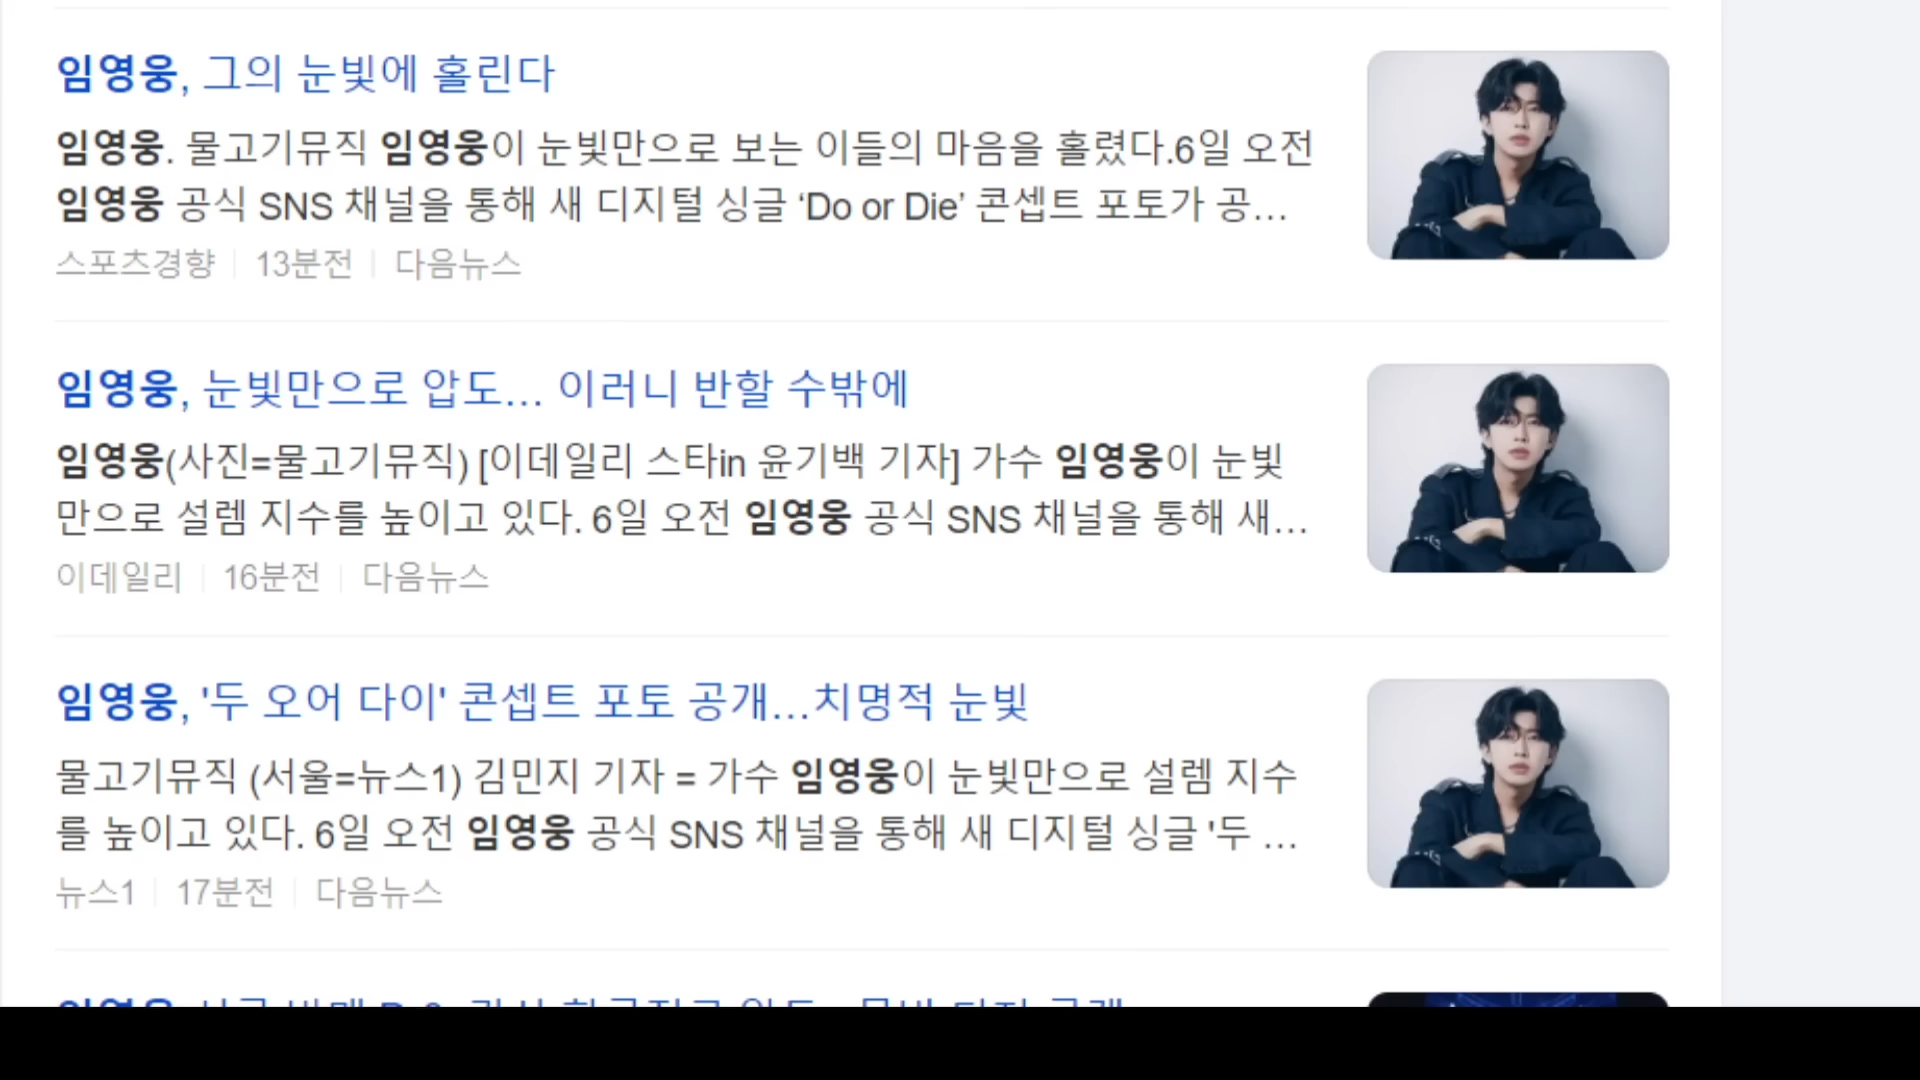 임영웅, 그의 눈빛에 홀린다
임영웅. 물고기뮤직 임영웅이 눈빛만으로 보는 이들의 마음을 홀렸다.6일 오전
임영웅 공식 SNS 채널을 통해 새 디지털 싱글 ‘Do or Die’ 콘셉트 포토가 공...
스포츠경향 | 13분전 | 다음뉴스
임영웅, 눈빛만으로 압도... 이러니 반할 수밖에
임영웅(사진=물고기뮤직) [이데일리 스타in 윤기백 기자] 가수 임영웅이 눈빛
만으로 설렘 지수를 높이고 있다. 6일 오전 임영웅 공식 SNS 채널을 통해 새...
이데일리 | 16분전 | 다음뉴스
임영웅, '두 오어 다이' 콘셉트 포토 공개...치명적 눈빛
물고기뮤직 (서울=뉴스1) 김민지 기자 = 가수 임영웅이 눈빛만으로 설렘 지수
를 높이고 있다. 6일 오전 임영웅 공식 SNS 채널을 통해 새 디지털 싱글 '두 ...
뉴스1 | 17분전 | 다음뉴스
임영웅